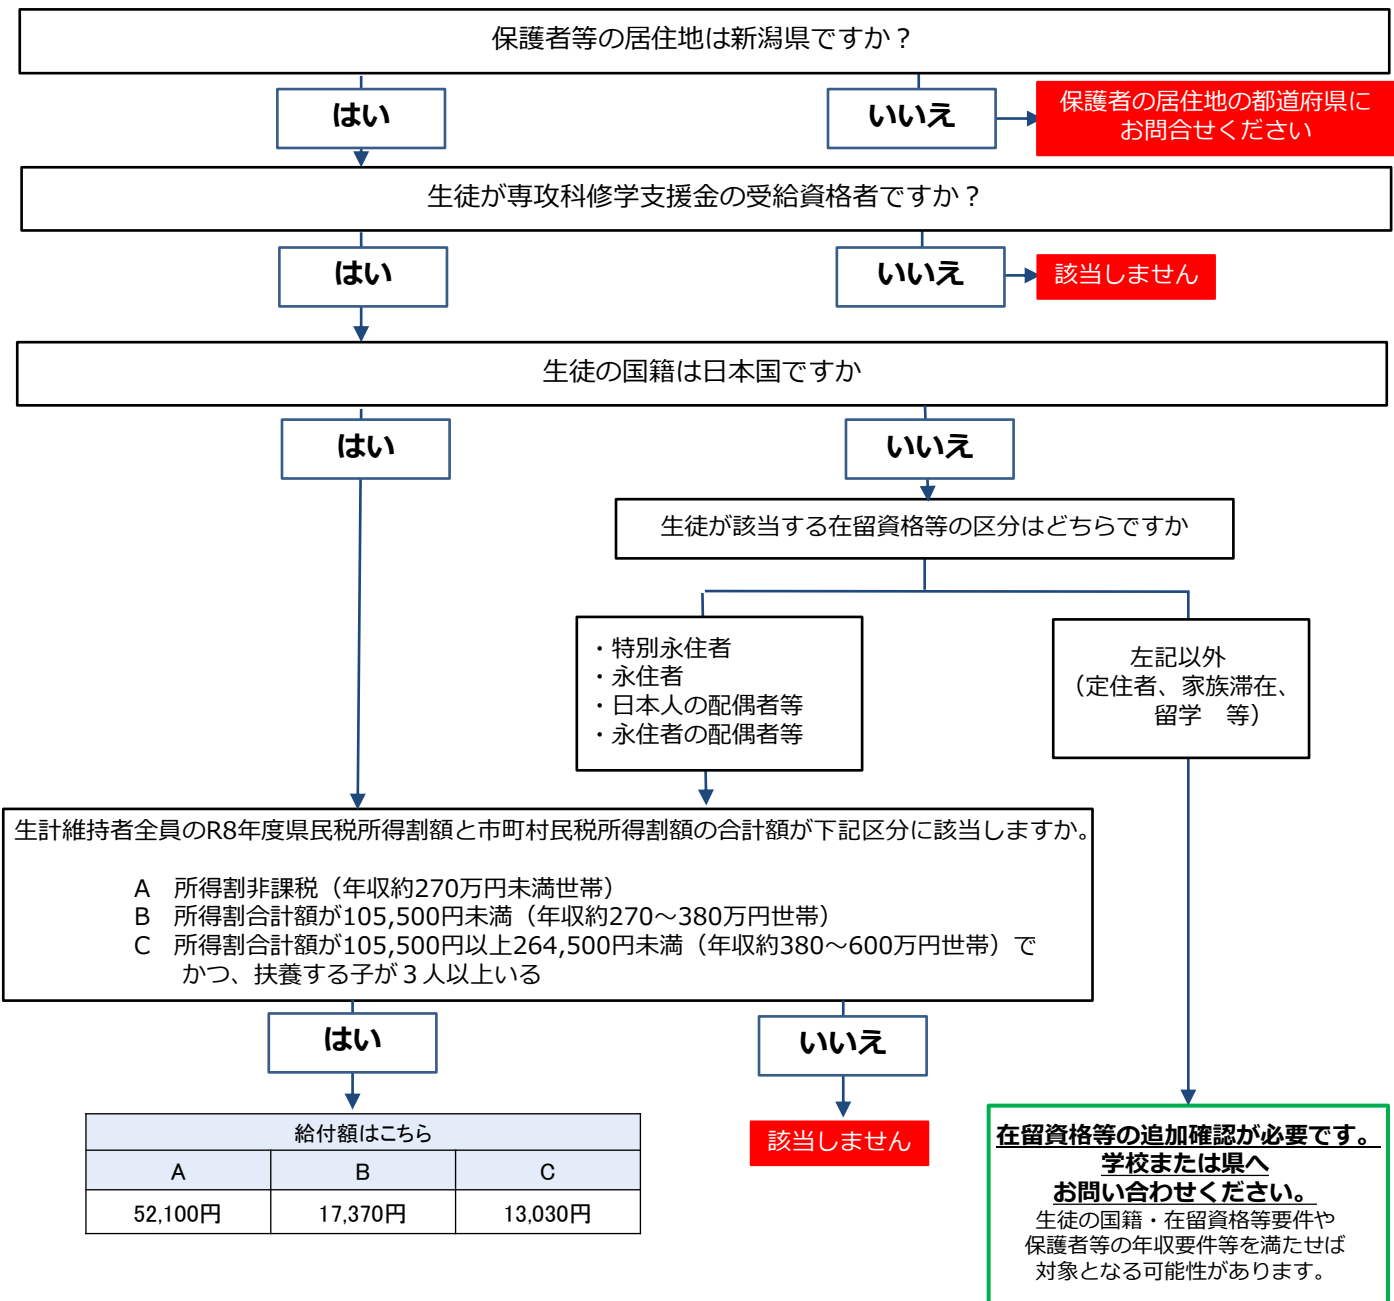 保護者等の居住地は新潟県ですか？
はい
いいえ
保護者の居住地の都道府県に
お問合せください
生徒が専攻科修学支援金の受給資格者ですか？
はい
いいえ
該当しません
生徒の国籍は日本国ですか
はい
いいえ
生徒が該当する在留資格等の区分はどちらですか
・特別永住者
・永住者
・日本人の配偶者等
・永住者の配偶者等
左記以外
（定住者、家族滞在、
留学　等）
生計維持者全員のR8年度県民税所得割額と市町村民税所得割額の合計額が下記区分に該当しますか。
A　所得割非課税（年収約270万円未満世帯）
B　所得割合計額が105,500円未満（年収約270～380万円世帯）
C　所得割合計額が105,500円以上264,500円未満（年収約380～600万円世帯）で
かつ、扶養する子が３人以上いる
はい
いいえ
給付額はこちら
A B C
52,100円 17,370円 13,030円
該当しません
在留資格等の追加確認が必要です。
学校または県へ
お問い合わせください。
生徒の国籍・在留資格等要件や
保護者等の年収要件等を満たせば
対象となる可能性があります。